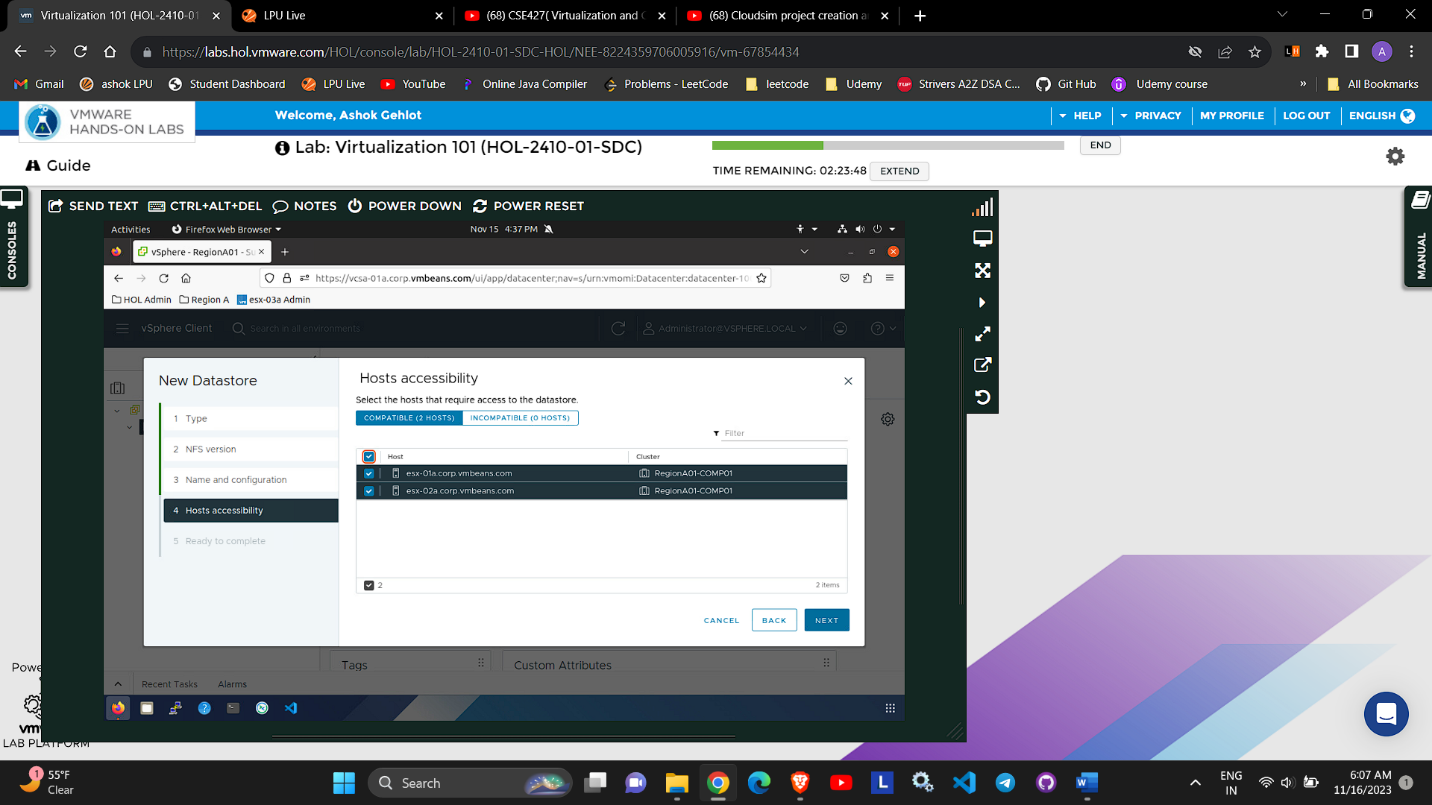 Virtualization 101 (HOL-2410-01
LPU Live
(68) CSE427( Virtualization and C
(68) Cloudsim project creation a
https://labs.hol.vmware.com/HOL/console/lab/HOL-2410-01-SDC-HOL/NEE-8224359706005916/vm-67854434
Gmail
ashok LPU
Student Dashboard
LPU Live
YouTube
Online Java Compiler
Problems - LeetCode
leetcode
Udemy
Strivers A2Z DSA C...
Git Hub
Udemy course
»
All Bookmarks
VMWARE
HANDS-ON LABS
Welcome, Ashok Gehlot
HELP
PRIVACY
MY PROFILE
LOG OUT
ENGLISH
Guide
Lab: Virtualization 101 (HOL-2410-01-SDC)
END
TIME REMAINING: 02:23:48
EXTEND
CONSOLES
MANUAL
SEND TEXT
CTRL+ALT+DEL
NOTES
POWER DOWN
POWER RESET
Activities
Firefox Web Browser
Nov 15 4:37 PM
vSphere - RegionA01 - Su
https://vcsa-01a.corp.vmbeans.com/ui/app/datacenter;nav=s/urn:vmomi:Datacenter:datacenter-10
HOL Admin
Region A
esx-03a Admin
vSphere Client
Search in all environments
Administrator@VSPHERE.LOCAL
New Datastore
1 Type
2 NFS version
3 Name and configuration
4 Hosts accessibility
5 Ready to complete
Hosts accessibility
Select the hosts that require access to the datastore.
COMPATIBLE (2 HOSTS)
INCOMPATIBLE (0 HOSTS)
Filter
Host
Cluster
esx-01a.corp.vmbeans.com
RegionA01-COMP01
esx-02a.corp.vmbeans.com
RegionA01-COMP01
2
2 items
CANCEL
BACK
NEXT
Tags
Custom Attributes
Recent Tasks
Alarms
Powe
vmw
LAB PLATFORM
1
55°F
Clear
Search
ENG
IN
6:07 AM
11/16/2023
1